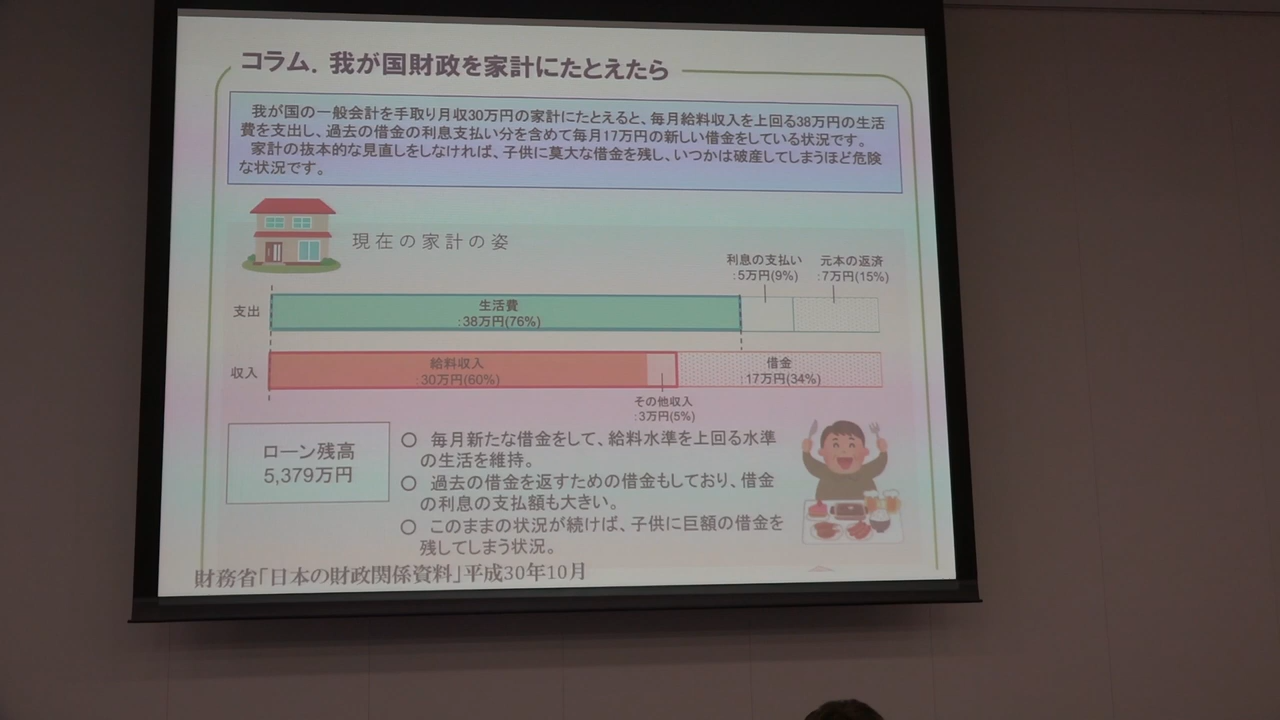 コラム. 我が国財政を家計にたとえたら
我が国の一般会計を手取り月収30万円の家計にたとえると、毎月給料収入を上回る38万円の生活
費を支出し、過去の借金の利息支払い分を含めて毎月17万円の新しい借金をしている状況です。
家計の抜本的な見直しをしなければ、子供に莫大な借金を残し、いつかは破産してしまうほど危険
な状況です。
現在の家計の姿
利息の支払い
:5万円(9%)
元本の返済
:7万円(15%)
支出
生活費
:38万円(76%)
収入
給料収入
:30万円(60%)
借金
:17万円(34%)
その他収入
:3万円(5%)
ローン残高
5,379万円
○ 毎月新たな借金をして、給料水準を上回る水準
の生活を維持。
○ 過去の借金を返すための借金もしており、借金
の利息の支払額も大きい。
○ このままの状況が続けば、子供に巨額の借金を
残してしまう状況。
財務省「日本の財政関係資料」平成30年10月